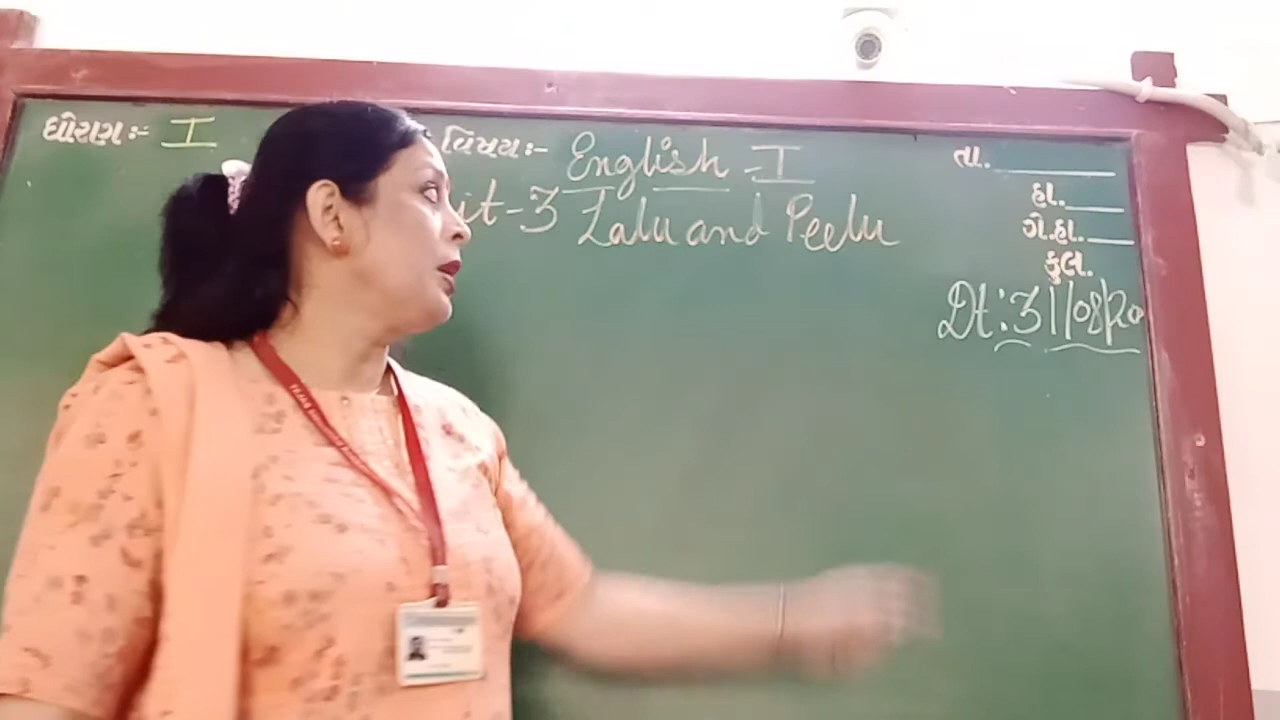 ધોરણ:- I વિષય:- English - I તા.
it-3 Lalu and Peelu
હા.
ગે.હા.
કુલ.
Dt:31/08/20